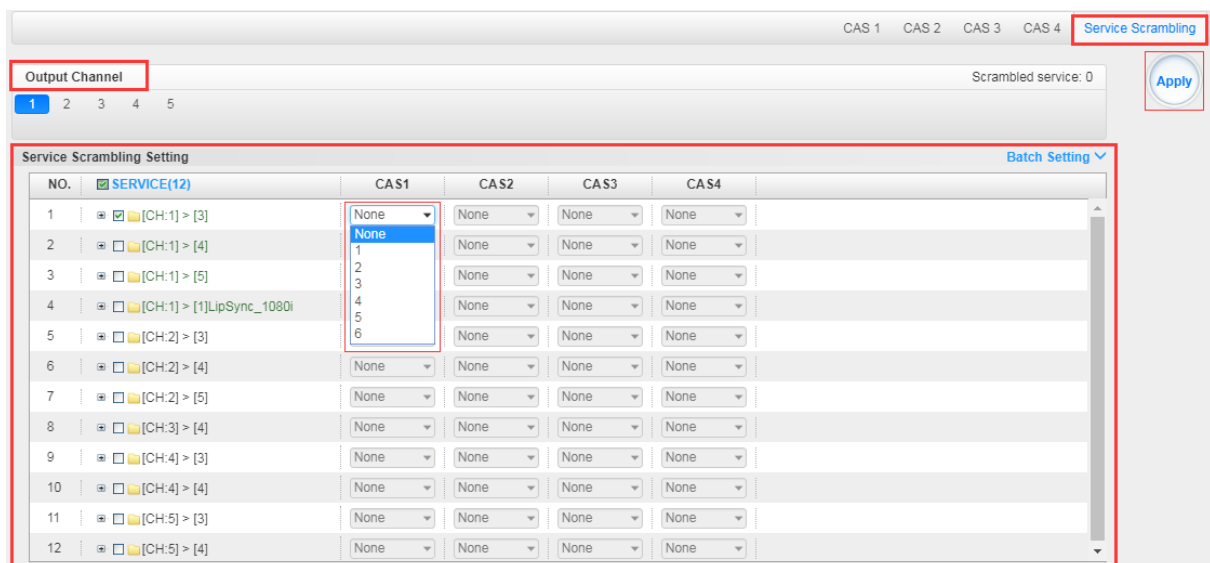 CAS 1 CAS 2 CAS 3 CAS 4 Service Scrambling
Output Channel Scrambled service: 0 Apply
1 2 3 4 5
Service Scrambling Setting Batch Setting
NO. SERVICE(12) CAS1 CAS2 CAS3 CAS4
1 [CH:1] > [3] None None None None
None
1
2
3
4
5
6
2 [CH:1] > [4] None None None
3 [CH:1] > [5] None None None
4 [CH:1] > [1]LipSync_1080i None None None
5 [CH:2] > [3] None None None
6 [CH:2] > [4] None None None None
7 [CH:2] > [5] None None None None
8 [CH:3] > [4] None None None None
9 [CH:4] > [3] None None None None
10 [CH:4] > [4] None None None None
11 [CH:5] > [3] None None None None
12 [CH:5] > [4] None None None None